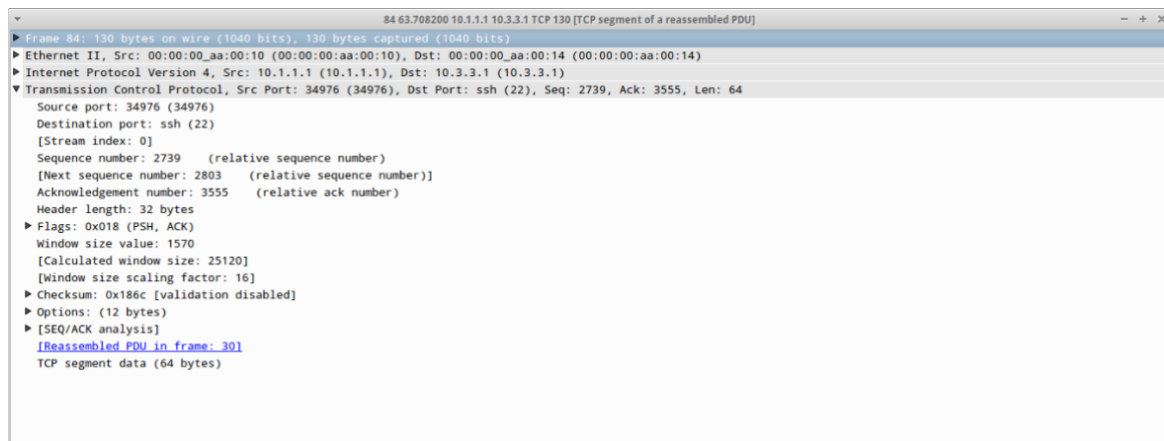 84 63.708200 10.1.1.1 10.3.3.1 TCP 130 [TCP segment of a reassembled PDU]
Frame 84: 130 bytes on wire (1040 bits), 130 bytes captured (1040 bits)
Ethernet II, Src: 00:00:00_aa:00:10 (00:00:00:aa:00:10), Dst: 00:00:00_aa:00:14 (00:00:00:aa:00:14)
Internet Protocol Version 4, Src: 10.1.1.1 (10.1.1.1), Dst: 10.3.3.1 (10.3.3.1)
Transmission Control Protocol, Src Port: 34976 (34976), Dst Port: ssh (22), Seq: 2739, Ack: 3555, Len: 64
Source port: 34976 (34976)
Destination port: ssh (22)
[Stream index: 0]
Sequence number: 2739    (relative sequence number)
[Next sequence number: 2803    (relative sequence number)]
Acknowledgement number: 3555    (relative ack number)
Header length: 32 bytes
Flags: 0x018 (PSH, ACK)
Window size value: 1570
[Calculated window size: 25120]
[Window size scaling factor: 16]
Checksum: 0x186c [validation disabled]
Options: (12 bytes)
[SEQ/ACK analysis]
[Reassembled PDU in frame: 30]
TCP segment data (64 bytes)